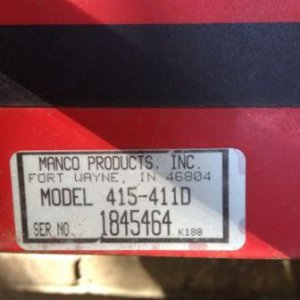 MANCO PRODUCTS, INC.
FORT WAYNE, IN 46804
MODEL 415-411D
SER NO. 1845464 K188